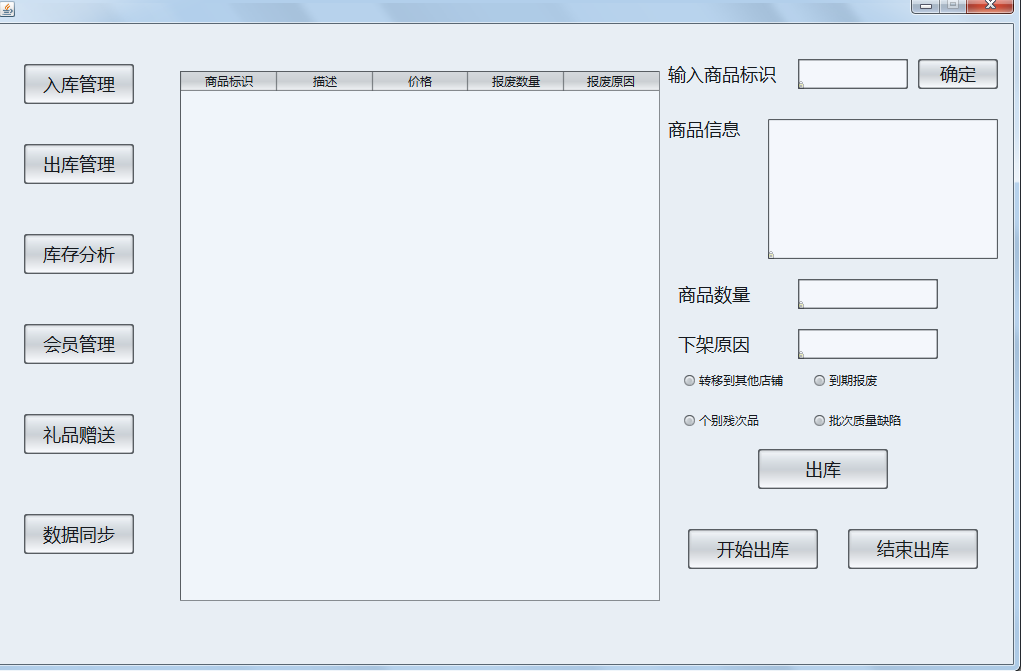 入库管理
出库管理
库存分析
会员管理
礼品赠送
数据同步
商品标识 描述 价格 报废数量 报废原因
输入商品标识 确定
商品信息
商品数量
下架原因
转移到其他店铺 到期报废
个别残次品 批次质量缺陷
出库
开始出库 结束出库